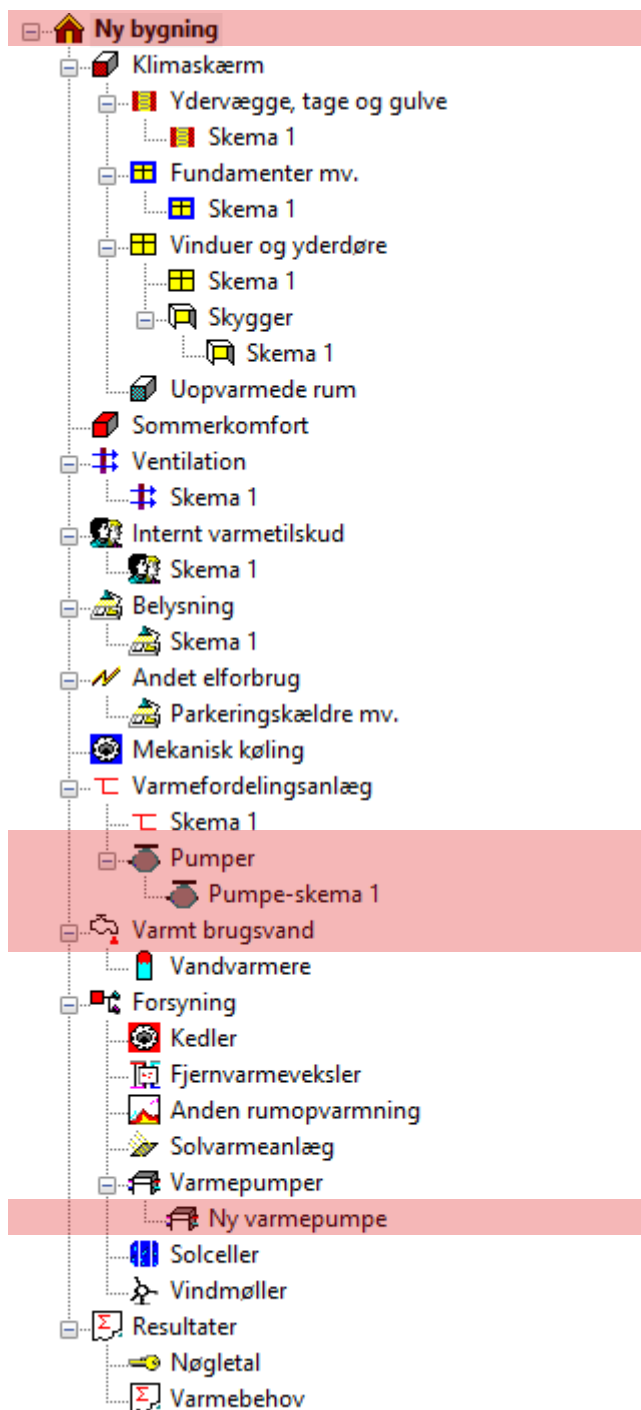 Ny bygning
Klimaskærm
Ydervægge, tage og gulve
Skema 1
Fundamenter mv.
Skema 1
Vinduer og yderdøre
Skema 1
Skygger
Skema 1
Uopvarmede rum
Sommerkomfort
Ventilation
Skema 1
Internt varmetilskud
Skema 1
Belysning
Skema 1
Andet elforbrug
Parkeringskældre mv.
Mekanisk køling
Varmefordelingsanlæg
Skema 1
Pumper
Pumpe-skema 1
Varmt brugsvand
Vandvarmere
Forsyning
Kedler
Fjernvarmeveksler
Anden rumopvarmning
Solvarmeanlæg
Varmepumper
Ny varmepumpe
Solceller
Vindmøller
Resultater
Nøgletal
Varmebehov